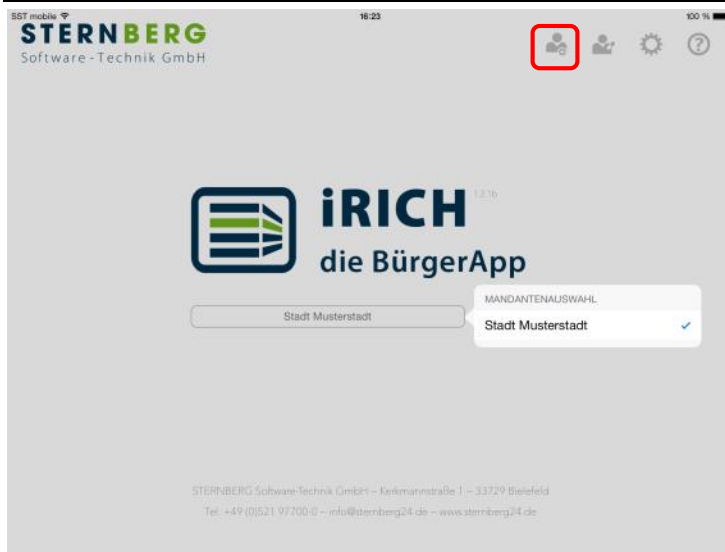 SST mobile 16:23 100 %
STERNBERG
Software-Technik GmbH
iRICH 1.2.1b
die BürgerApp
MANDANTENAUSWAHL
Stadt Musterstadt
Stadt Musterstadt
STERNBERG Software-Technik GmbH – Kerkmannstraße 1 – 33729 Bielefeld
Tel. +49 (0)521 97700-0 – info@sternberg24.de – www.sternberg24.de